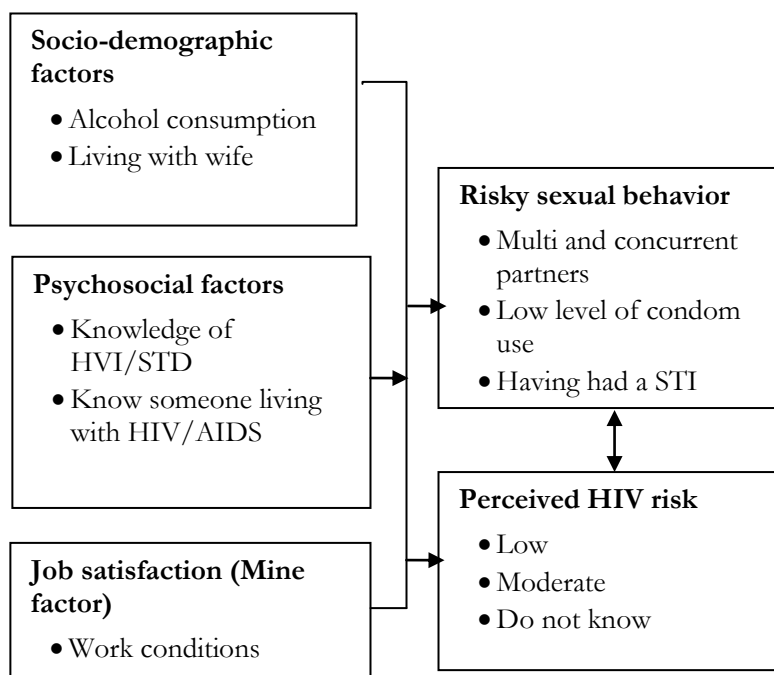 Socio-demographic
factors
• Alcohol consumption
• Living with wife
Psychosocial factors
• Knowledge of
HVI/STD
• Know someone living
with HIV/AIDS
Job satisfaction (Mine
factor)
• Work conditions
Risky sexual behavior
• Multi and concurrent
partners
• Low level of condom
use
• Having had a STI
Perceived HIV risk
• Low
• Moderate
• Do not know